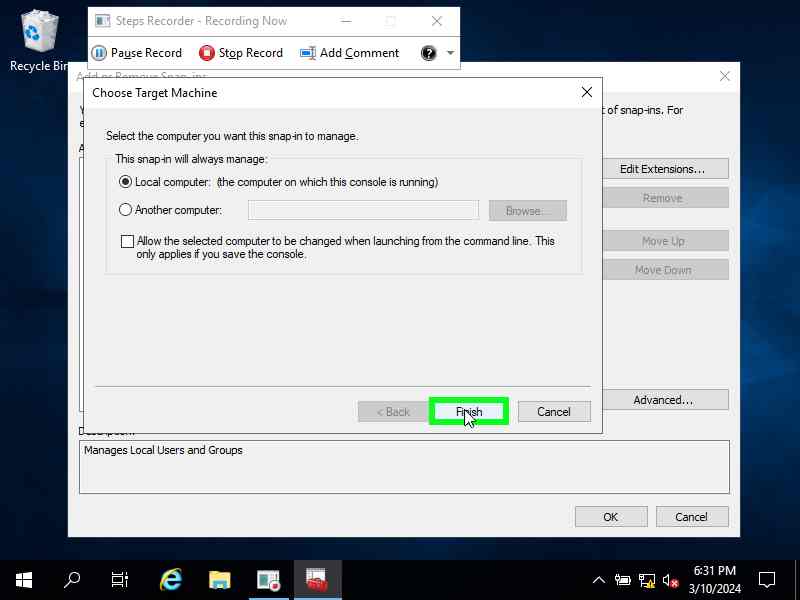 Steps Recorder - Recording Now
Pause Record
Stop Record
Add Comment
Recycle Bin
Add or Remove Snap-ins
Choose Target Machine
of snap-ins. For
Select the computer you want this snap-in to manage.
This snap-in will always manage:
Local computer: (the computer on which this console is running)
Another computer:
Browse...
Allow the selected computer to be changed when launching from the command line. This
only applies if you save the console.
Edit Extensions...
Remove
Move Up
Move Down
Advanced...
< Back
Finish
Cancel
Description:
Manages Local Users and Groups
OK
Cancel
6:31 PM
3/10/2024